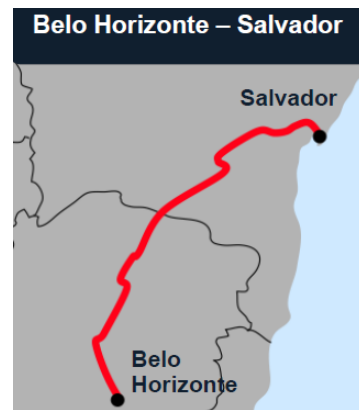 Belo Horizonte – Salvador
Salvador
Belo
Horizonte